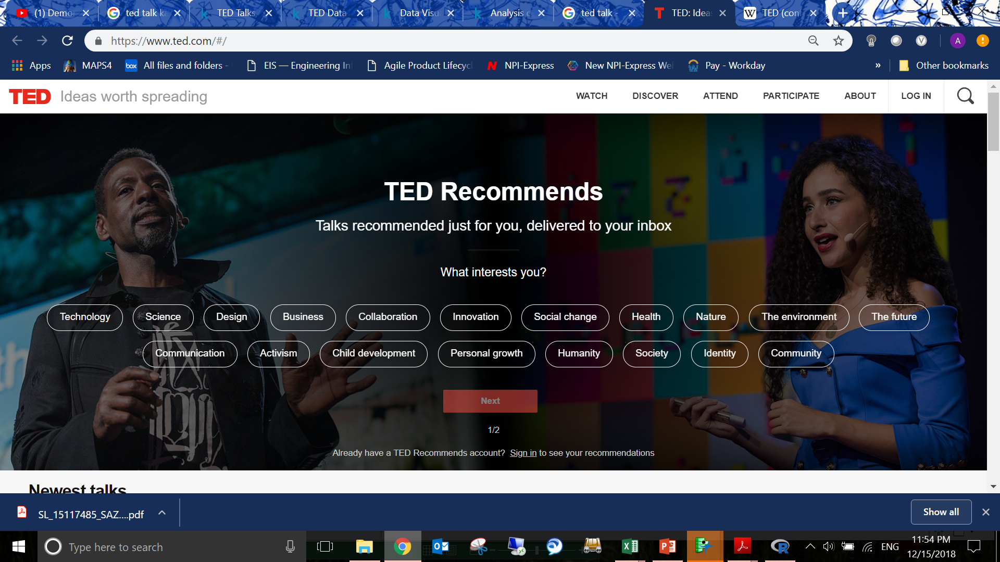 (1) Demo
ted talk k
TED Talks
TED Data
Data Visu
Analysis c
ted talk -
TED: Idea
TED (con
https://www.ted.com/#/
A
Apps
MAPS4
box All files and folders -
EIS — Engineering In
Agile Product Lifecycl
N NPI-Express
New NPI-Express We
Pay - Workday
»
Other bookmarks
TED Ideas worth spreading
WATCH
DISCOVER
ATTEND
PARTICIPATE
ABOUT
LOG IN
TED Recommends
Talks recommended just for you, delivered to your inbox
What interests you?
Technology
Science
Design
Business
Collaboration
Innovation
Social change
Health
Nature
The environment
The future
Communication
Activism
Child development
Personal growth
Humanity
Society
Identity
Community
Next
1/2
Already have a TED Recommends account? Sign in to see your recommendations
Newest talks
SL_15117485_SAZ....pdf
Show all
Type here to search
ENG
11:54 PM
12/15/2018